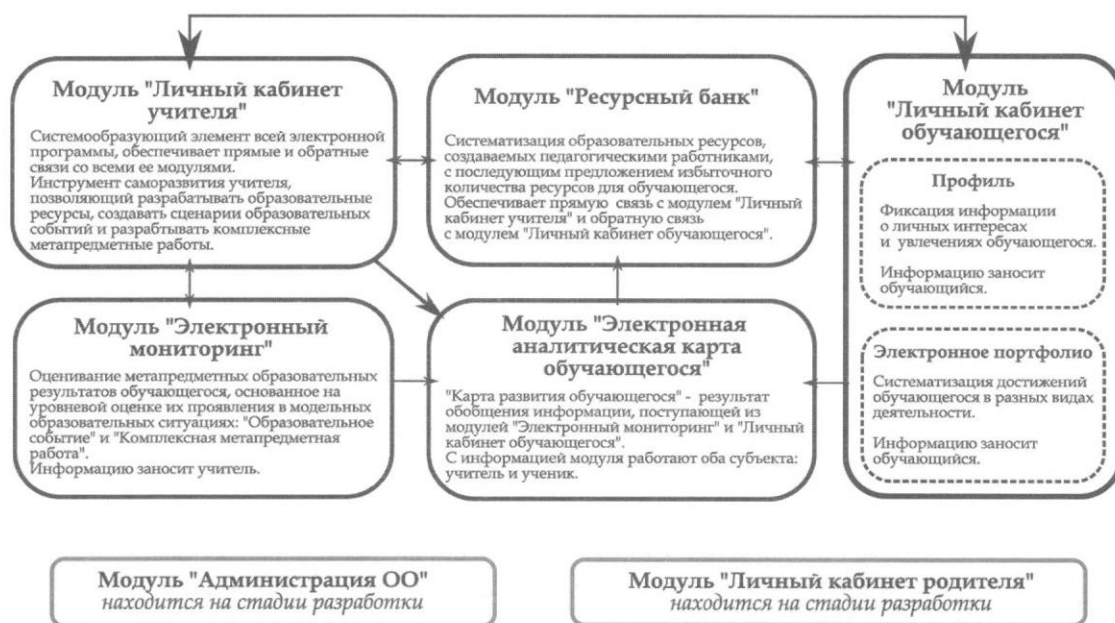 Модуль "Личный кабинет
учителя"
Системообразующий элемент всей электронной
программы, обеспечивает прямые и обратные
связи со всеми ее модулями.
Инструмент саморазвития учителя,
позволяющий разрабатывать образовательные
ресурсы, создавать сценарии образовательных
событий и разрабтывать комплексные
метапредметные работы.
Модуль "Ресурсный банк"
Систематизация образовательных ресурсов,
создаваемых педагогическими работниками,
с последующим предложением избыточного
количества ресурсов для обучающегося.
Обеспечивает прямую связь с модулем "Личный
кабинет учителя" и обратную связь
с модулем "Личный кабинет обучающегося".
Модуль
"Личный кабинет
обучающегося"
Профиль
Фиксация информации
о личных интересах
и увлечениях обучающегося.
Информацию заносит
обучающийся.
Электронное портфолио
Систематизация достижений
обучающегося в разных видах
деятельности.
Информацию заносит
обучающийся.
Модуль "Электронный
мониторинг"
Оценивание метапредметных образовательных
результатов обучающегося, основанное на
уровневой оценке их проявления в модельных
образовательных ситуациях: "Образовательное
событие" и "Комплексная метапредметная
работа".
Информацию заносит учитель.
Модуль "Электронная
аналитическая карта
обучающегося"
"Карта развития обучающегося" - результат
обобщения информации, поступающей из
модулей "Электронный мониторинг" и "Личный
кабинет обучающегося".
С информацией модуля работают оба субъекта:
учитель и ученик.
Модуль "Администрация ОО"
находится на стадии разработки
Модуль "Личный кабинет родителя"
находится на стадии разработки